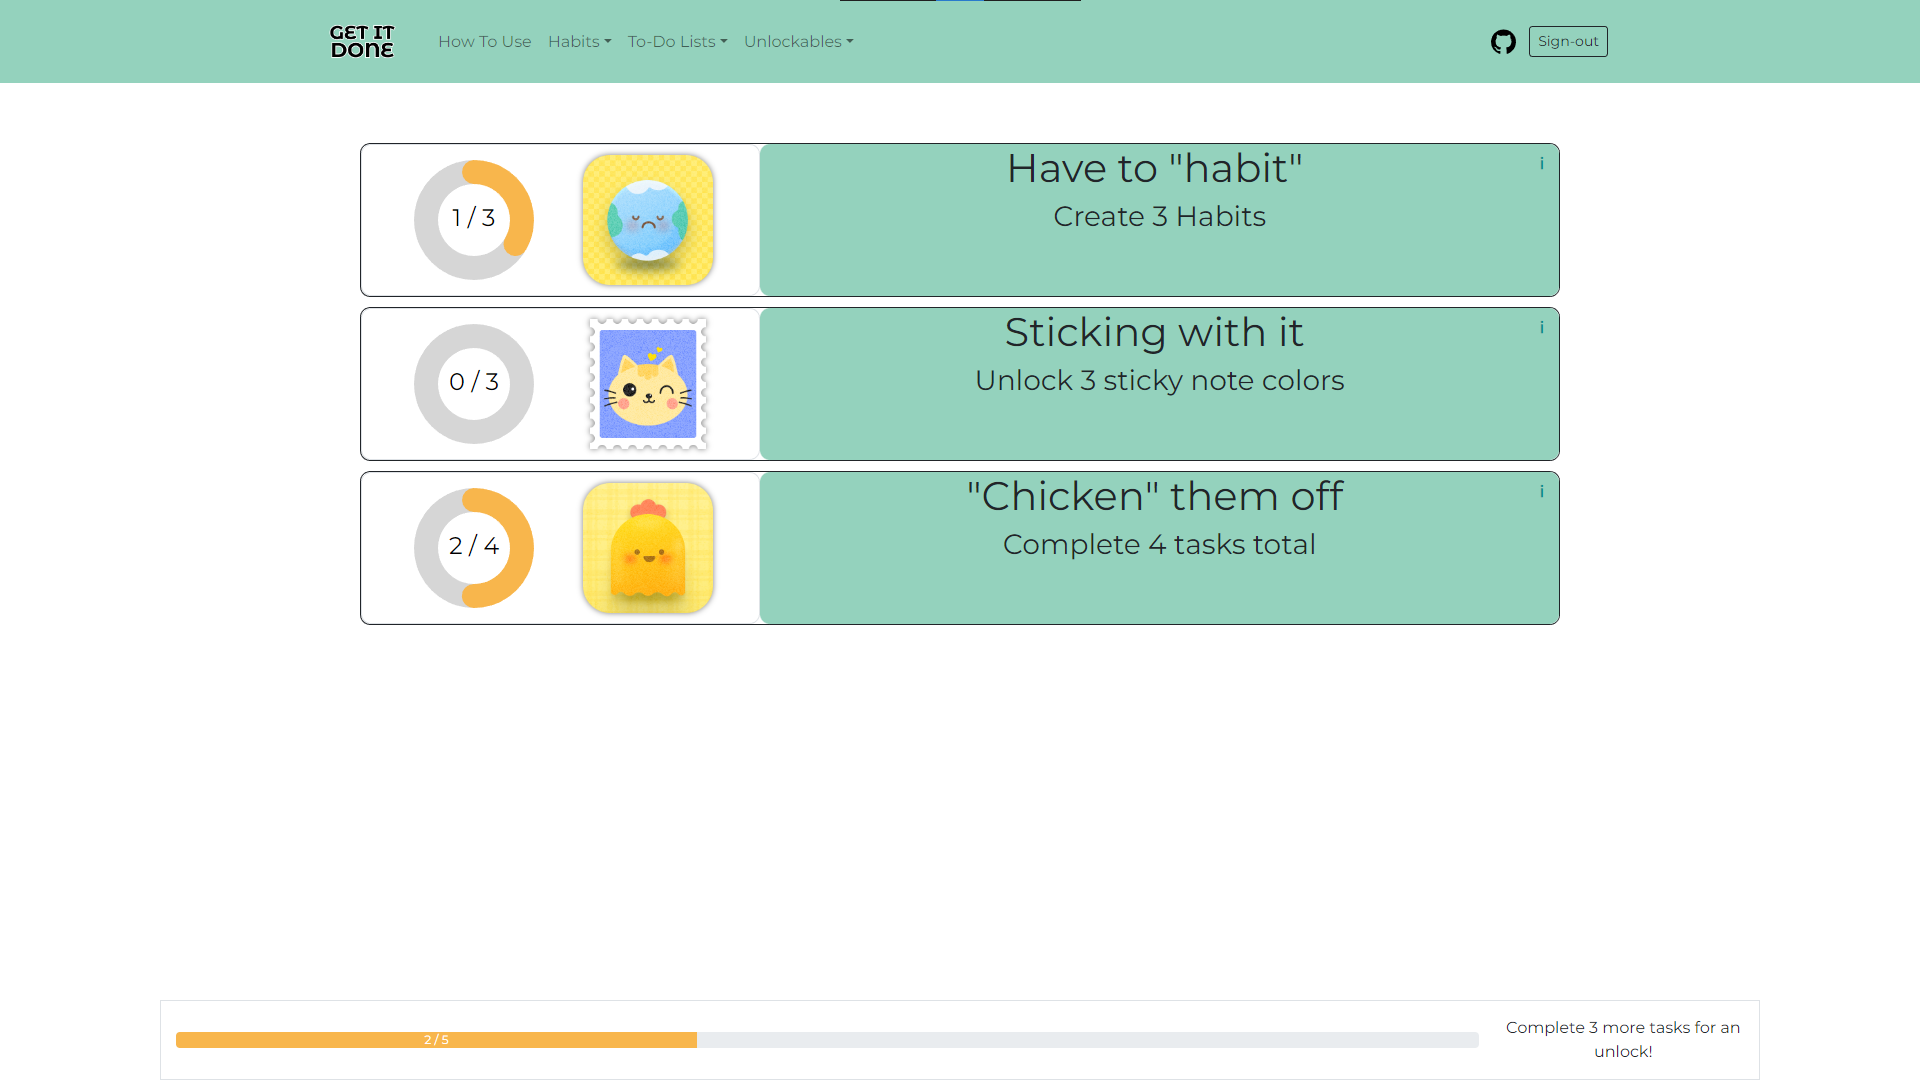 GET IT
DONE
How To Use
Habits
To-Do Lists
Unlockables
Sign-out
1 / 3
Have to "habit"
Create 3 Habits
i
0 / 3
Sticking with it
Unlock 3 sticky note colors
i
2 / 4
"Chicken" them off
Complete 4 tasks total
i
2 / 5
Complete 3 more tasks for an
unlock!